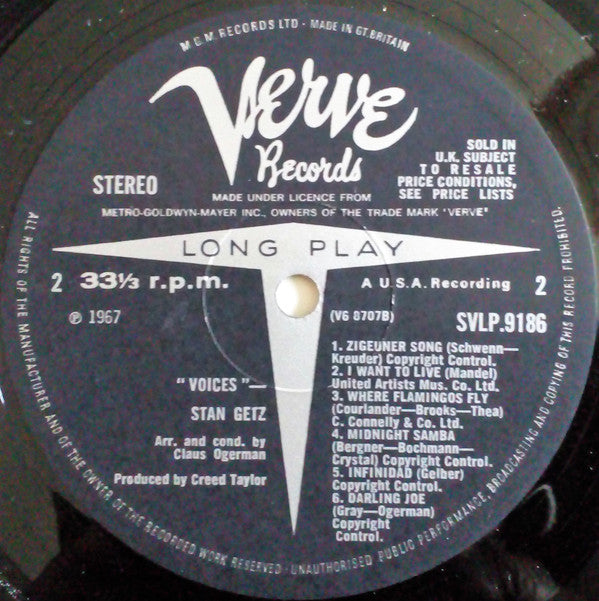 M.G.M. RECORDS LTD · MADE IN GT. BRITAIN
Verve
Records
STEREO
SOLD IN
U.K. SUBJECT
TO RESALE
PRICE CONDITIONS,
SEE PRICE LISTS
MADE UNDER LICENCE FROM
METRO-GOLDWYN-MAYER INC., OWNERS OF THE TRADE MARK 'VERVE"
LONG PLAY
2 33⅓ r.p.m. A U.S.A. Recording 2
℗ 1967 (V6 8707B) SVLP.9186
"VOICES"—
STAN GETZ
Arr. and cond. by
Claus Ogerman
Produced by Creed Taylor
1. ZIGEUNER SONG (Schwenn—
Kreuder) Copyright Control.
2. I WANT TO LIVE (Mandel)
United Artists Mus. Co. Ltd.
3. WHERE FLAMINGOS FLY
(Courlander—Brooks—Thea)
C. Connelly & Co. Ltd.
4. MIDNIGHT SAMBA
(Bergner—Bochmann—
Crystal) Copyright Control.
5. INFINIDAD (Gelber)
Copyright Control.
6. DARLING JOE
(Gray—Ogerman)
Copyright
Control.
ALL RIGHTS OF THE MANUFACTURER AND OF THE OWNER OF THE RECORDED WORK RESERVED · UNAUTHORISED PUBLIC PERFORMANCE, BROADCASTING AND COPYING OF THIS RECORD PROHIBITED.